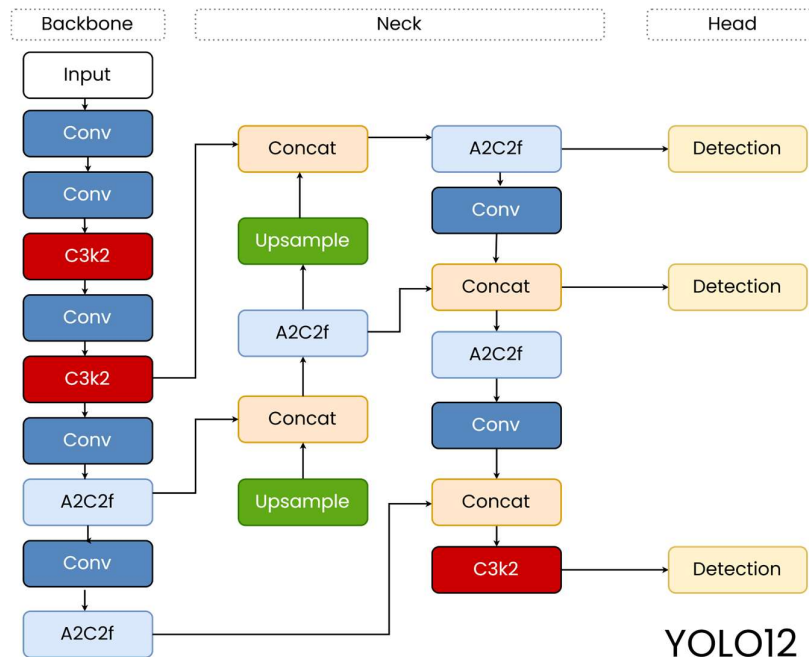 Backbone
Neck
Head
Input
Conv
Conv
C3k2
Conv
C3k2
Conv
A2C2f
Conv
A2C2f
Concat
Upsample
A2C2f
Concat
Upsample
A2C2f
Conv
Concat
A2C2f
Conv
Concat
C3k2
Detection
Detection
Detection
YOLO12